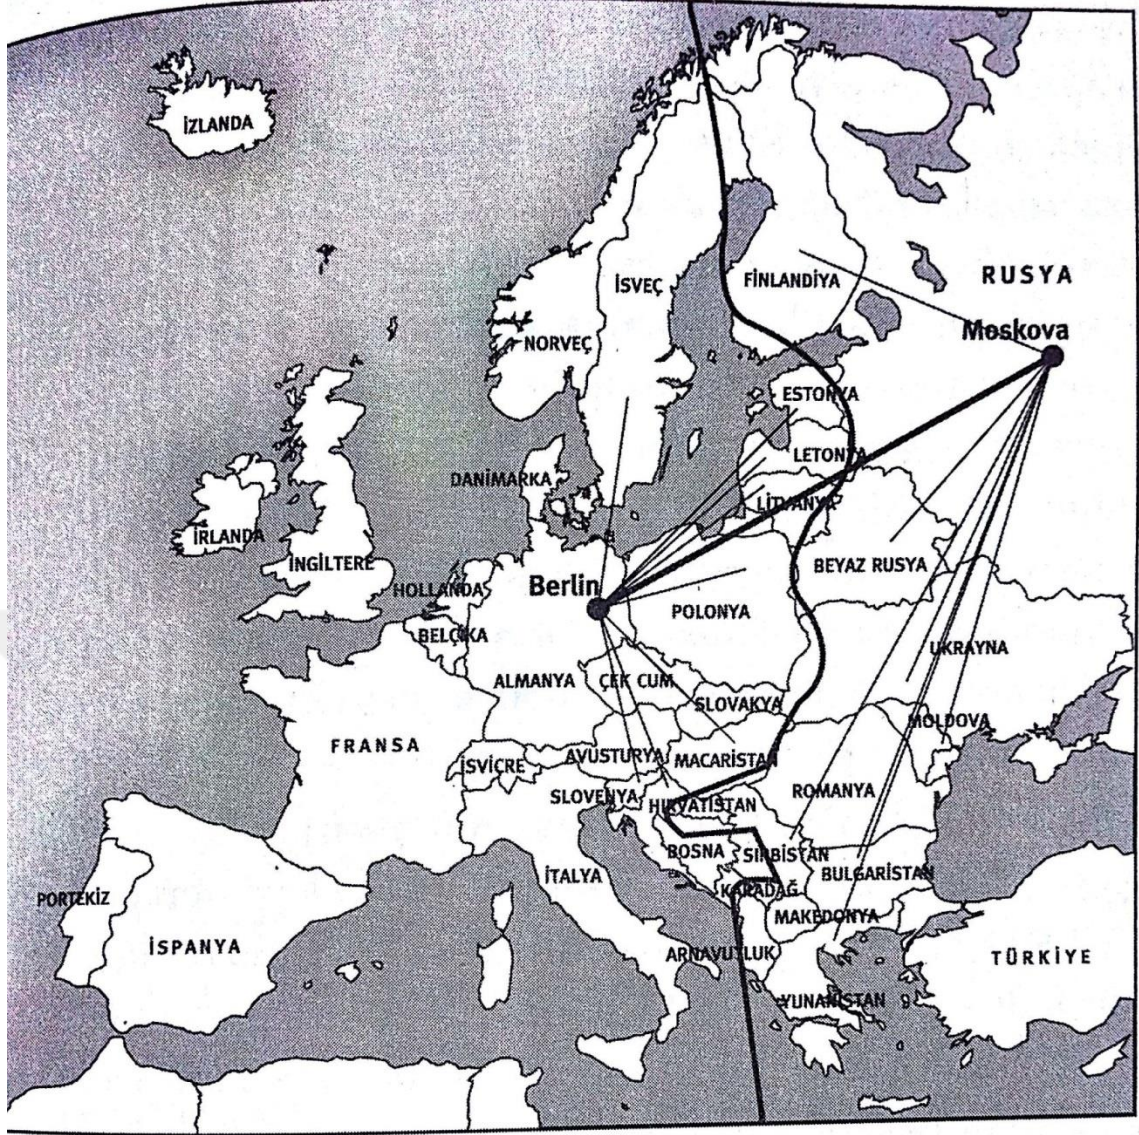 İZLANDA
İSVEÇ
FİNLANDİYA
RUSYA
Moskova
NORVEÇ
ESTONYA
LETONYA
DANİMARKA
LİTVANYA
İRLANDA
İNGİLTERE
HOLLANDA
Berlin
BEYAZ RUSYA
POLONYA
BELÇİKA
UKRAYNA
ALMANYA
ÇEK CUM.
SLOVAKYA
MOLDOVA
FRANSA
AVUSTURYA
MACARİSTAN
İSVİÇRE
SLOVENYA
HIRVATİSTAN
ROMANYA
BOSNA
SIRBİSTAN
İTALYA
BULGARİSTAN
KARADAĞ
PORTEKİZ
MAKEDONYA
İSPANYA
ARNAVUTLUK
TÜRKİYE
YUNANİSTAN